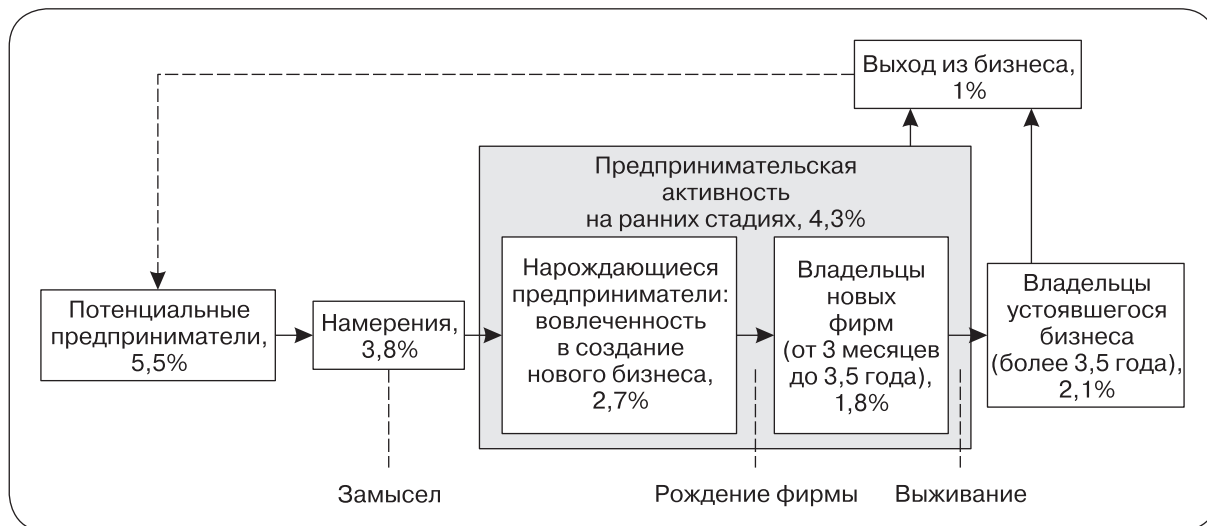 Выход из бизнеса,
1%
Предпринимательская
активность
на ранних стадиях, 4,3%
Потенциальные
предприниматели,
5,5%
Намерения,
3,8%
Нарождающиеся
предприниматели:
вовлеченность
в создание
нового бизнеса,
2,7%
Владельцы
новых
фирм
(от 3 месяцев
до 3,5 года),
1,8%
Владельцы
устоявшегося
бизнеса
(более 3,5 года),
2,1%
Замысел
Рождение фирмы
Выживание